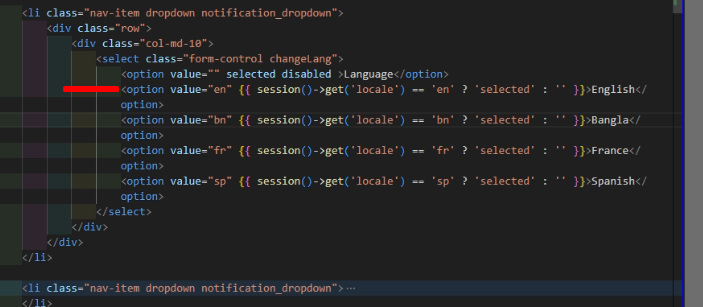 <li class="nav-item dropdown notification_dropdown">
<div class="row">
<div class="col-md-10">
<select class="form-control changeLang">
<option value="" selected disabled >Language</option>
<option value="en" {{ session()->get('locale') == 'en' ? 'selected' : '' }}>English</
option>
<option value="bn" {{ session()->get('locale') == 'bn' ? 'selected' : '' }}>Bangla</
option>
<option value="fr" {{ session()->get('locale') == 'fr' ? 'selected' : '' }}>France</
option>
<option value="sp" {{ session()->get('locale') == 'sp' ? 'selected' : '' }}>Spanish</
option>
</select>
</div>
</div>
</li>
<li class="nav-item dropdown notification_dropdown">⋯
</li>